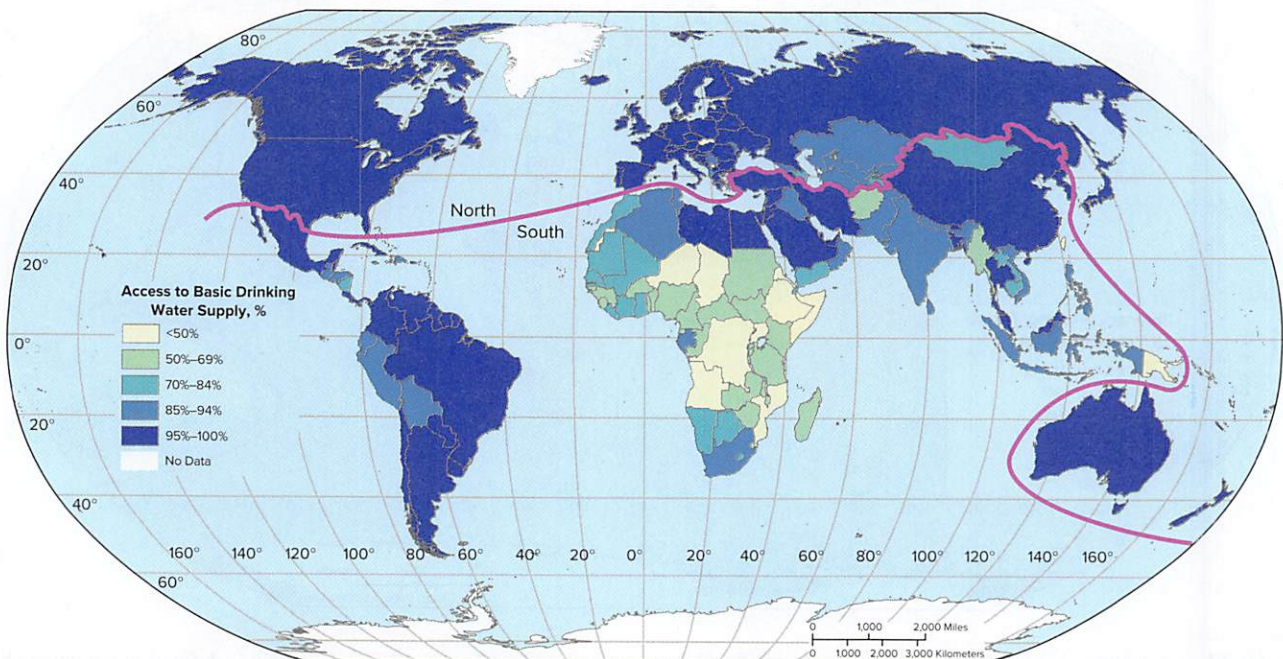 80°
60°
40°
North
South
20°
Access to Basic Drinking
Water Supply, %
<50%
50%–69%
0°
70%–84%
85%–94%
95%–100%
20°
No Data
40°
160° 140° 120° 100° 80° 60° 40° 20° 0° 20° 40° 60° 80° 100° 120° 140° 160°
60°
0 1,000 2,000 Miles
0 1,000 2,000 3,000 Kilometers